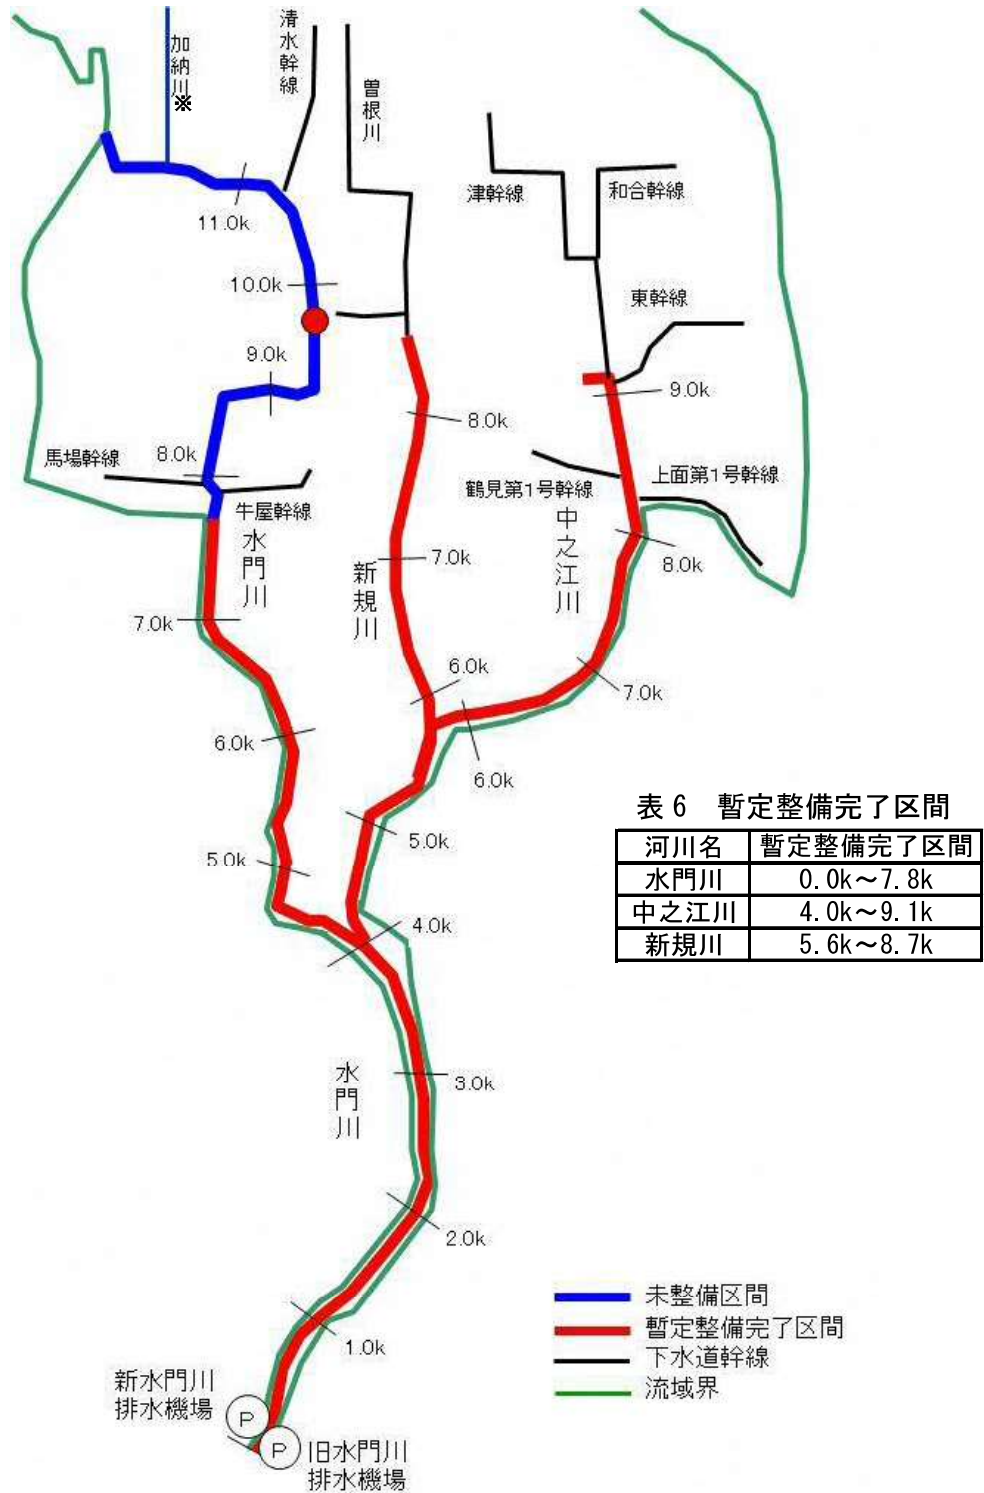 加納川※
清水幹線
曽根川
津幹線
和合幹線
11.0k
10.0k
東幹線
9.0k
9.0k
8.0k
馬場幹線
8.0k
牛屋幹線
鶴見第1号幹線
上面第1号幹線
水門川
新規川
中之江川
7.0k
8.0k
7.0k
6.0k
7.0k
6.0k
6.0k
5.0k
5.0k
4.0k
表6 暫定整備完了区間
河川名 暫定整備完了区間
水門川 0.0k~7.8k
中之江川 4.0k~9.1k
新規川 5.6k~8.7k
水門川
3.0k
2.0k
1.0k
未整備区間
暫定整備完了区間
下水道幹線
流域界
新水門川
排水機場
P
P
旧水門川
排水機場